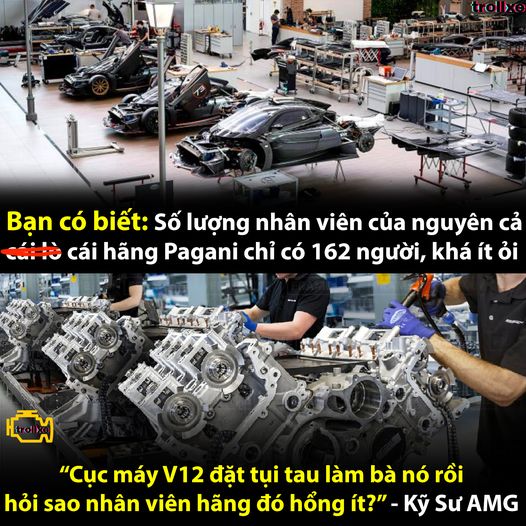 trollxe
Bạn có biết: Số lượng nhân viên của nguyên cả
cái lò cái hãng Pagani chỉ có 162 người, khá ít ỏi
trollxe
“Cục máy V12 đặt tụi tau làm bà nó rồi
hỏi sao nhân viên hãng đó hổng ít?” - Kỹ Sư AMG